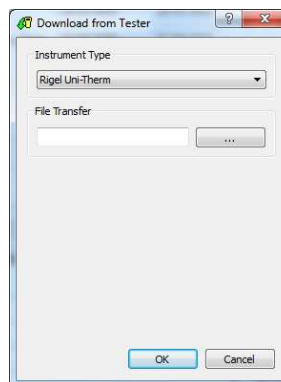 Download from Tester
Instrument Type
Rigel Uni-Therm
File Transfer
...
OK Cancel